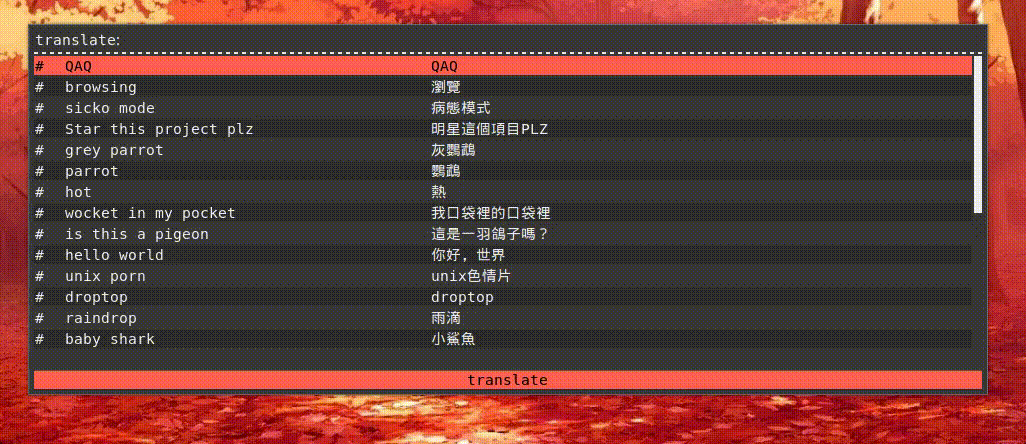 translate:
# QAQ QAQ
# browsing 瀏覽
# sicko mode 病態模式
# Star this project plz 明星這個項目PLZ
# grey parrot 灰鸚鵡
# parrot 鸚鵡
# hot 熱
# wocket in my pocket 我口袋裡的口袋裡
# is this a pigeon 這是一羽鴿子嗎？
# hello world 你好，世界
# unix porn unix色情片
# droptop droptop
# raindrop 雨滴
# baby shark 小鯊魚
translate